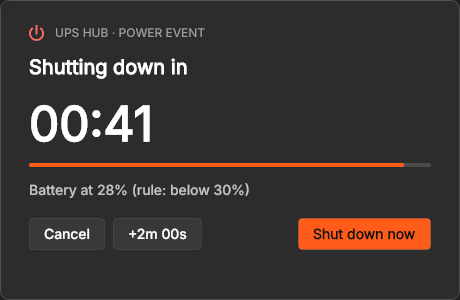 UPS HUB · POWER EVENT
Shutting down in
00:41
Battery at 28% (rule: below 30%)
Cancel
+2m 00s
Shut down now